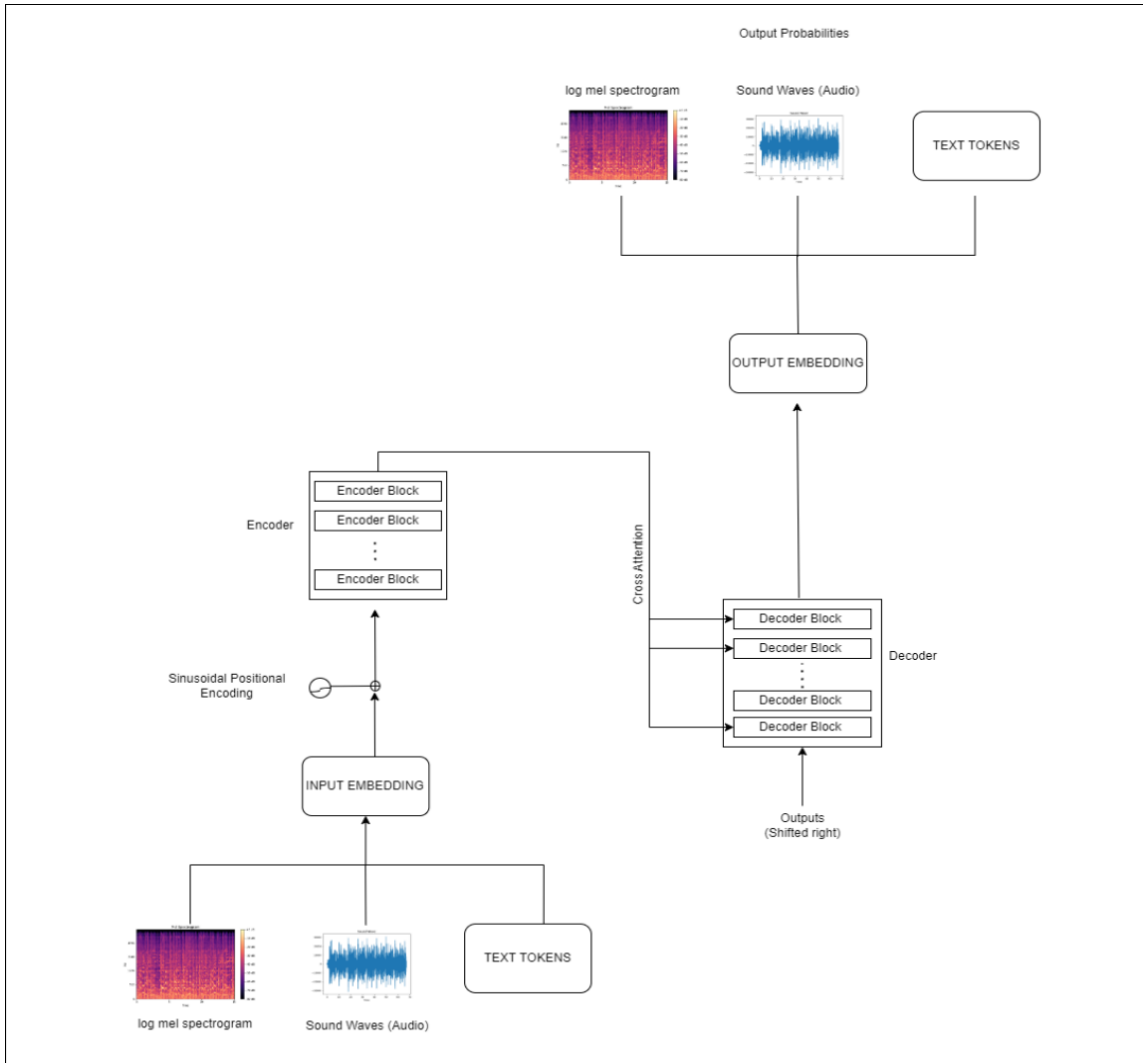 Output Probabilities
log mel spectrogram
Sound Waves (Audio)
TEXT TOKENS
OUTPUT EMBEDDING
Encoder Block
Encoder Block
Encoder Block
Encoder
Cross Attention
Decoder Block
Decoder Block
Decoder Block
Decoder Block
Decoder
Sinusoidal Positional
Encoding
INPUT EMBEDDING
Outputs
(Shifted right)
TEXT TOKENS
log mel spectrogram
Sound Waves (Audio)